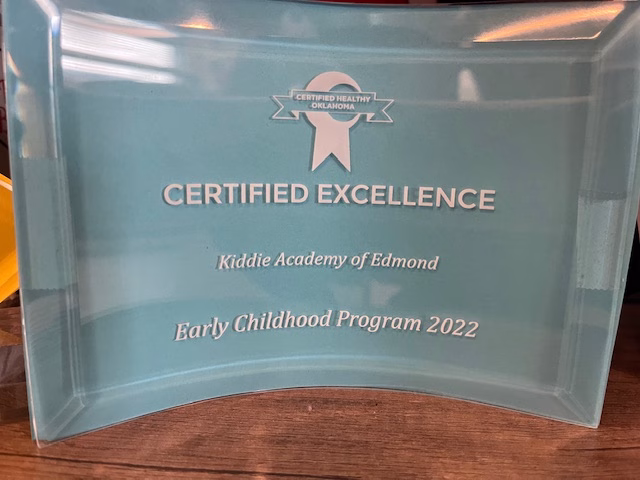 CERTIFIED HEALTHY
OKLAHOMA
CERTIFIED EXCELLENCE
Kiddie Academy of Edmond
Early Childhood Program 2022